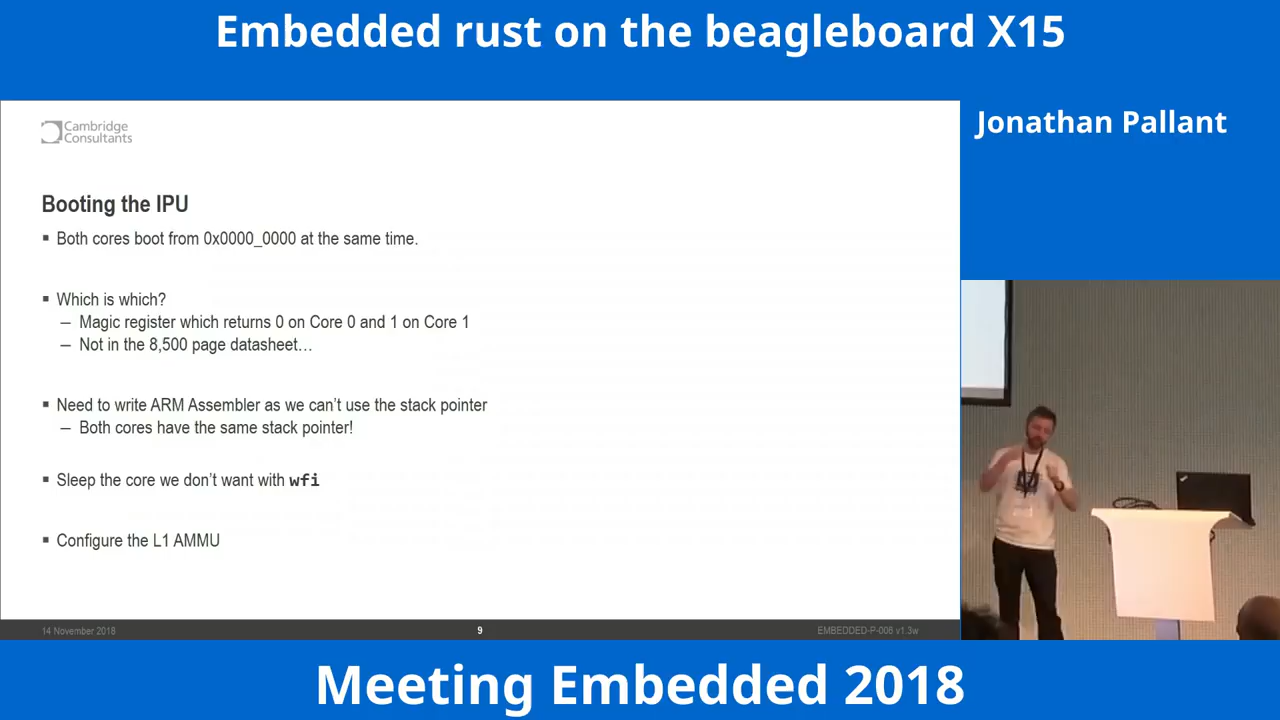 Embedded rust on the beagleboard X15
Jonathan Pallant
Cambridge
Consultants
Booting the IPU
▪ Both cores boot from 0x0000_0000 at the same time.
▪ Which is which?
– Magic register which returns 0 on Core 0 and 1 on Core 1
– Not in the 8,500 page datasheet…
▪ Need to write ARM Assembler as we can't use the stack pointer
– Both cores have the same stack pointer!
▪ Sleep the core we don't want with wfi
▪ Configure the L1 AMMU
14 November 2018
9
EMBEDDED-P-006 v1.3w
Meeting Embedded 2018